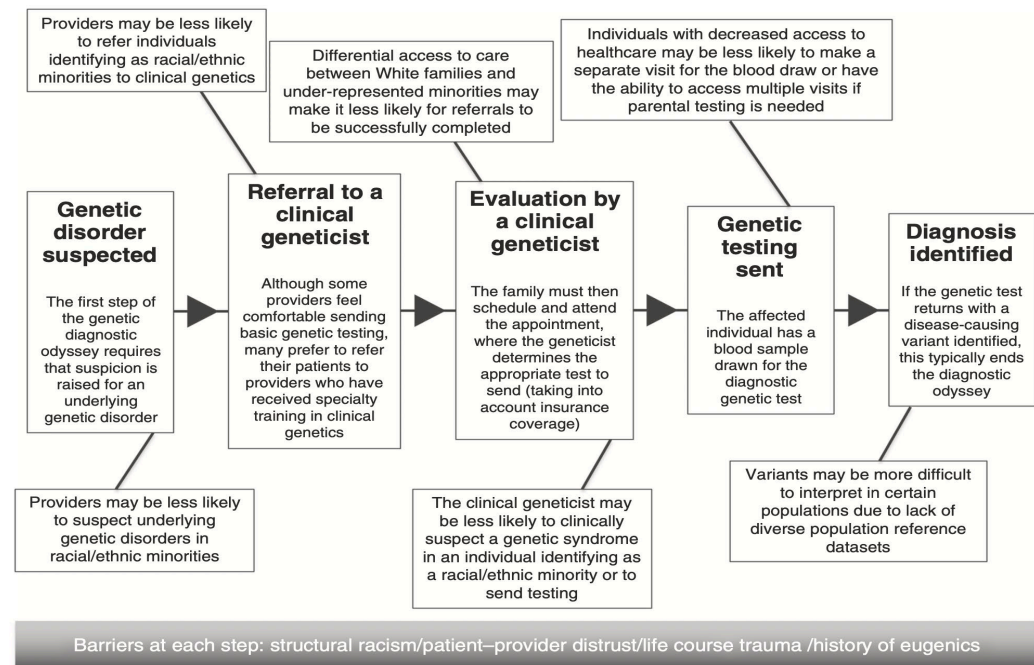 Providers may be less likely
to refer individuals
identifying as racial/ethnic
minorities to clinical genetics
Differential access to care
between White families and
under-represented minorities may
make it less likely for referrals to
be successfully completed
Individuals with decreased access to
healthcare may be less likely to make a
separate visit for the blood draw or have
the ability to access multiple visits if
parental testing is needed
Genetic
disorder
suspected
The first step of
the genetic
diagnostic
odyssey requires
that suspicion is
raised for an
underlying
genetic disorder
Referral to a
clinical
geneticist
Although some
providers feel
comfortable sending
basic genetic testing,
many prefer to refer
their patients to
providers who have
received specialty
training in clinical
genetics
Evaluation by
a clinical
geneticist
The family must then
schedule and attend
the appointment,
where the geneticist
determines the
appropriate test to
send (taking into
account insurance
coverage)
Genetic
testing
sent
The affected
individual has a
blood sample
drawn for the
diagnostic
genetic test
Diagnosis
identified
If the genetic test
returns with a
disease-causing
variant identified,
this typically ends
the diagnostic
odyssey
Providers may be less likely
to suspect underlying
genetic disorders in
racial/ethnic minorities
The clinical geneticist may
be less likely to clinically
suspect a genetic syndrome
in an individual identifying as
a racial/ethnic minority or to
send testing
Variants may be more difficult
to interpret in certain
populations due to lack of
diverse population reference
datasets
Barriers at each step: structural racism/patient–provider distrust/life course trauma /history of eugenics